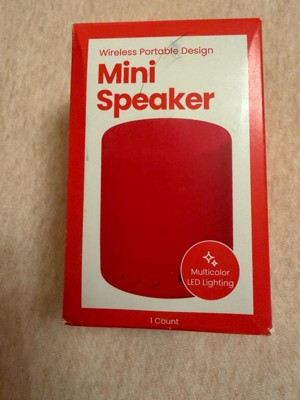 Wireless Portable Design
Mini
Speaker
Multicolor
LED Lighting
1 Count